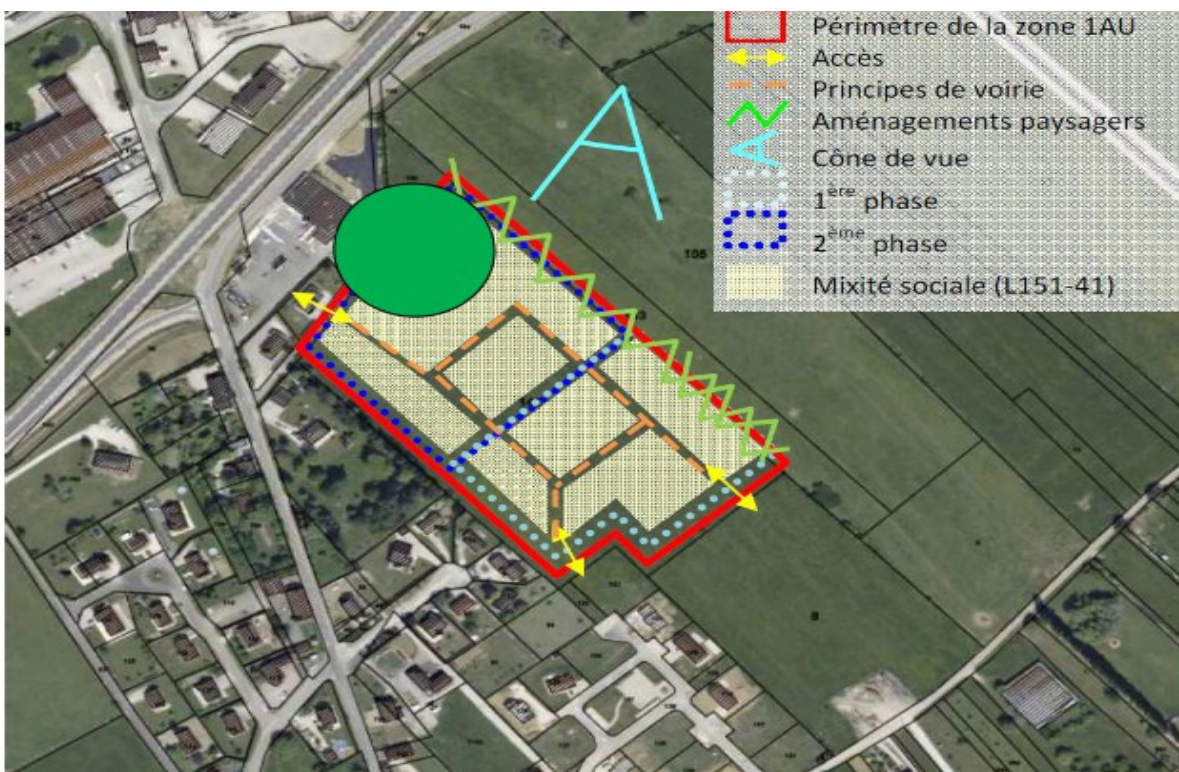 Périmètre de la zone 1AU
Accès
Principes de voirie
Aménagements paysagers
Cône de vue
1ère phase
2ème phase
Mixité sociale (L151-41)
105